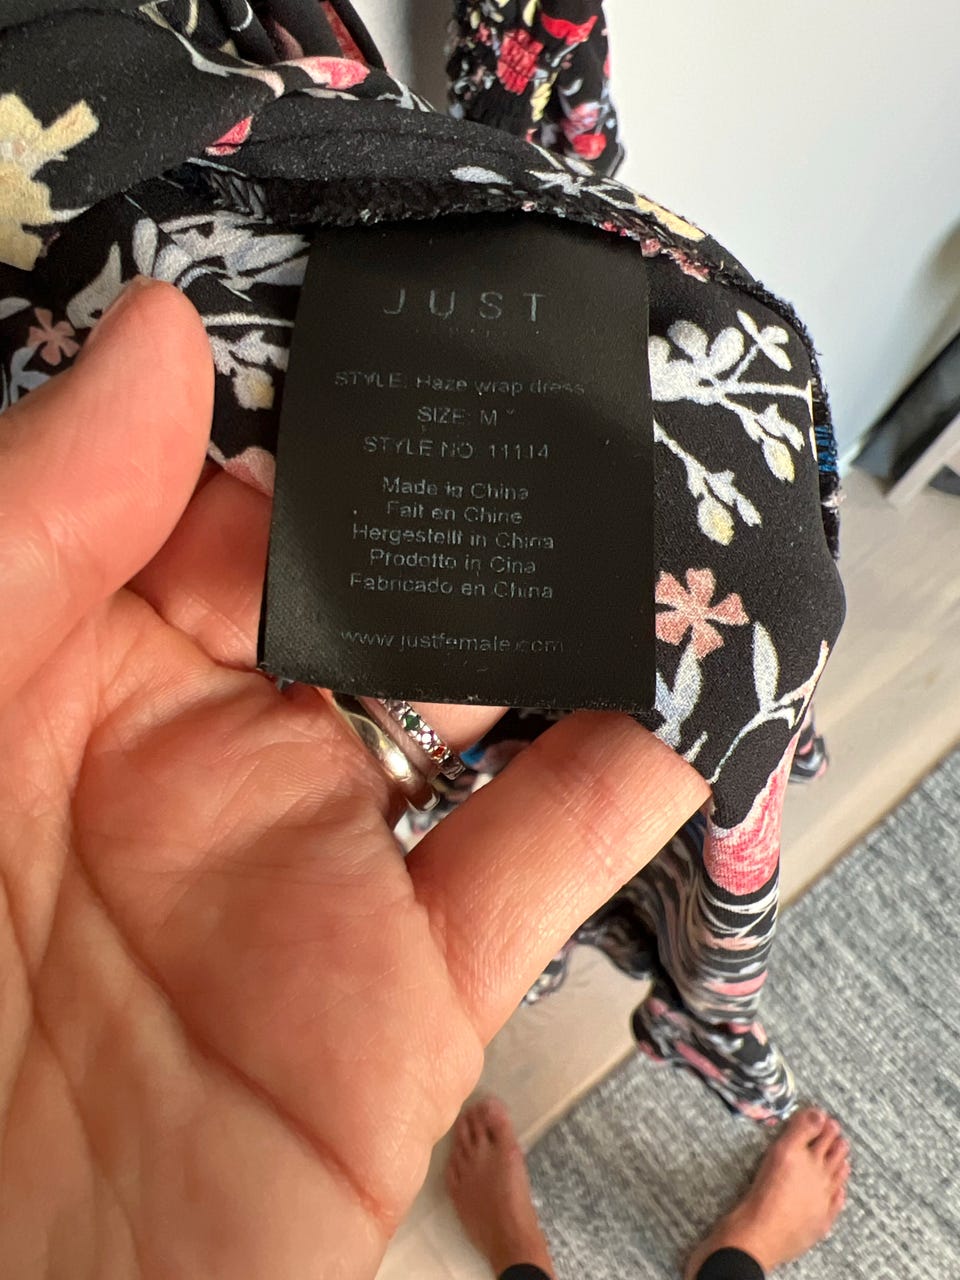 JUST
STYLE: Haze wrap dress
SIZE: M
STYLE NO. 11114
Made in China
Fait en Chine
Hergestellt in China
Prodotto in Cina
Fabricado en China
www.justfemale.com